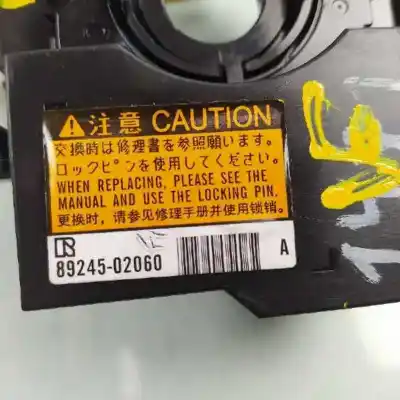 注意 CAUTION
交換時は修理書を参照願います。
ロックピンを使用してください。
WHEN REPLACING, PLEASE SEE THE
MANUAL AND USE THE LOCKING PIN.
更换时，请参见修理手册并使用锁销。
89245-02060 A